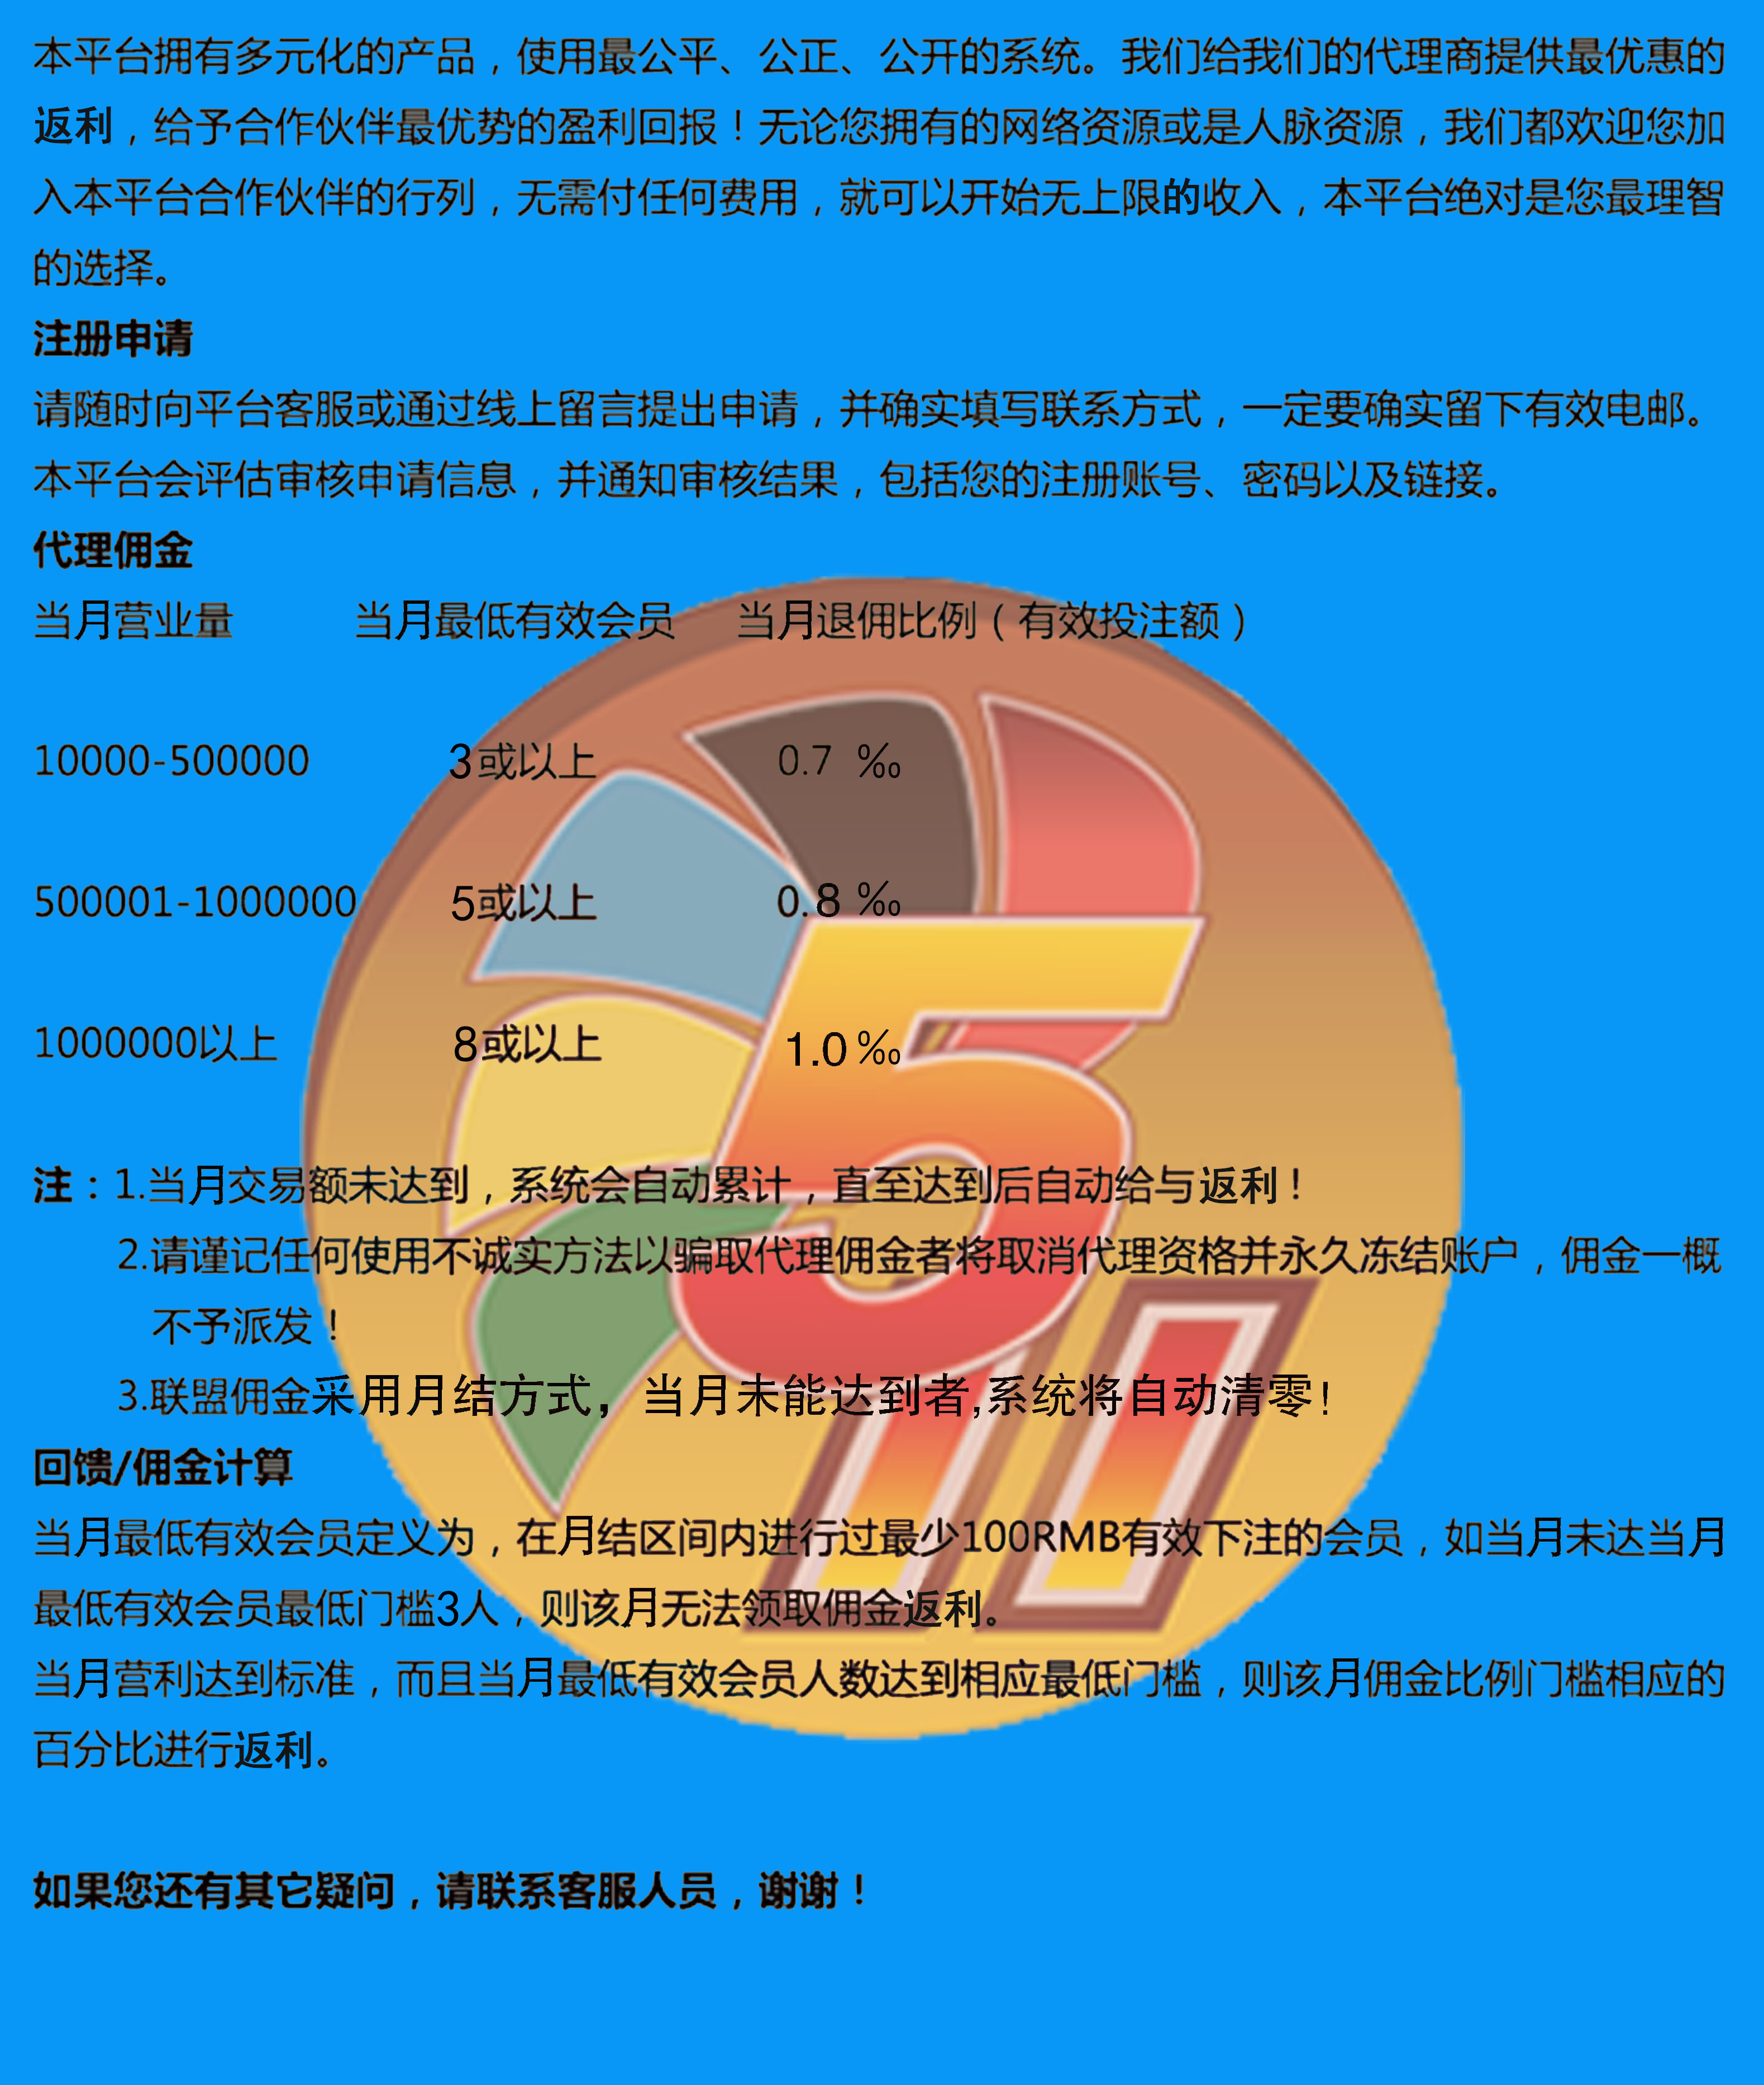 本平台拥有多元化的产品，使用最公平、公正、公开的系统。我们给我们的代理商提供最优惠的
返利，给予合作伙伴最优势的盈利回报！无论您拥有的网络资源或是人脉资源，我们都欢迎您加
入本平台合作伙伴的行列，无需付任何费用，就可以开始无上限的收入，本平台绝对是您最理智
的选择。
注册申请
请随时向平台客服或通过线上留言提出申请，并确实填写联系方式，一定要确实留下有效电邮。
本平台会评估审核申请信息，并通知审核结果，包括您的注册账号、密码以及链接。
代理佣金
当月营业量 当月最低有效会员 当月退佣比例（有效投注额）
10000-500000 3或以上 0.7 ‰
500001-1000000 5或以上 0.8 ‰
1000000以上 8或以上 1.0 ‰
5
注：1.当月交易额未达到，系统会自动累计，直至达到后自动给与返利！
2.请谨记任何使用不诚实方法以骗取代理佣金者将取消代理资格并永久冻结账户，佣金一概
不予派发！
3.联盟佣金采用月结方式，当月未能达到者,系统将自动清零!
回馈/佣金计算
当月最低有效会员定义为，在月结区间内进行过最少100RMB有效下注的会员，如当月未达当月
最低有效会员最低门槛3人，则该月无法领取佣金返利。
当月营利达到标准，而且当月最低有效会员人数达到相应最低门槛，则该月佣金比例门槛相应的
百分比进行返利。
如果您还有其它疑问，请联系客服人员，谢谢！